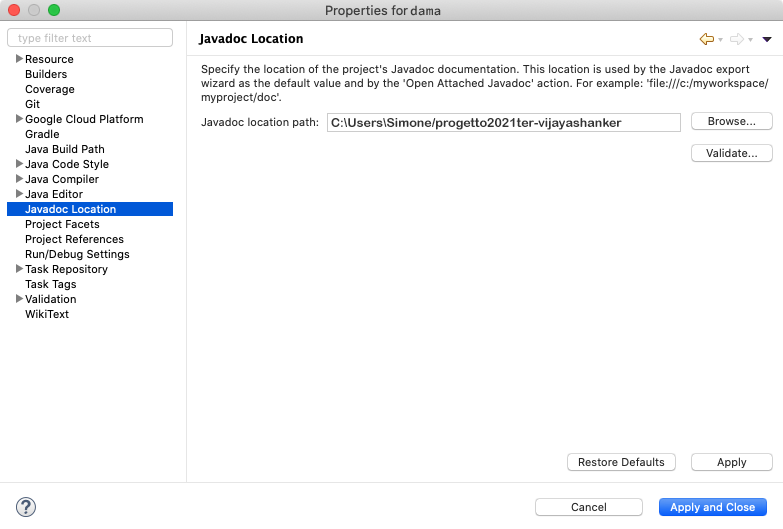 Properties for dama
type filter text
Resource
Builders
Coverage
Git
Google Cloud Platform
Gradle
Java Build Path
Java Code Style
Java Compiler
Java Editor
Javadoc Location
Project Facets
Project References
Run/Debug Settings
Task Repository
Task Tags
Validation
WikiText
Javadoc Location
Specify the location of the project's Javadoc documentation. This location is used by the Javadoc export
wizard as the default value and by the 'Open Attached Javadoc' action. For example: 'file:///c:/myworkspace/
myproject/doc'.
Javadoc location path: C:\Users\Simone/progetto2021ter-vijayashanker Browse...
Validate...
Restore Defaults Apply
? Cancel Apply and Close